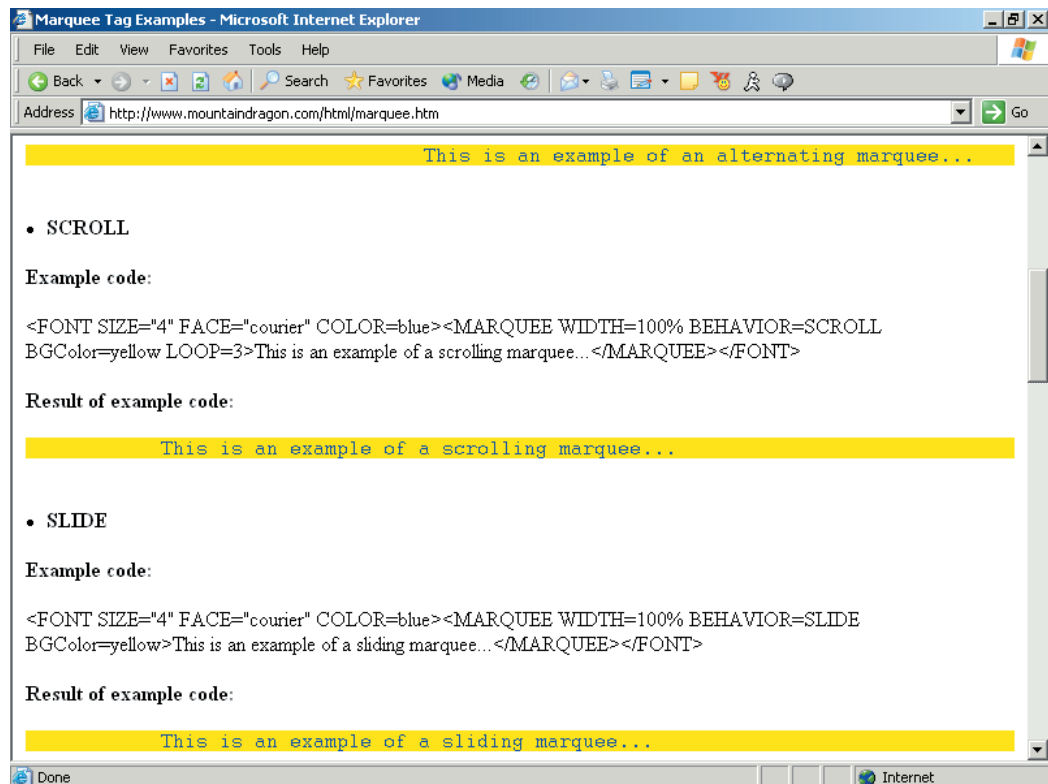 Marquee Tag Examples - Microsoft Internet Explorer
File Edit View Favorites Tools Help
Back Search Favorites Media
Address http://www.mountaindragon.com/html/marquee.htm Go
This is an example of an alternating marquee...
• SCROLL
Example code:
<FONT SIZE="4" FACE="courier" COLOR=blue><MARQUEE WIDTH=100% BEHAVIOR=SCROLL
BGColor=yellow LOOP=3>This is an example of a scrolling marquee...</MARQUEE></FONT>
Result of example code:
This is an example of a scrolling marquee...
• SLIDE
Example code:
<FONT SIZE="4" FACE="courier" COLOR=blue><MARQUEE WIDTH=100% BEHAVIOR=SLIDE
BGColor=yellow>This is an example of a sliding marquee...</MARQUEE></FONT>
Result of example code:
This is an example of a sliding marquee...
Done Internet